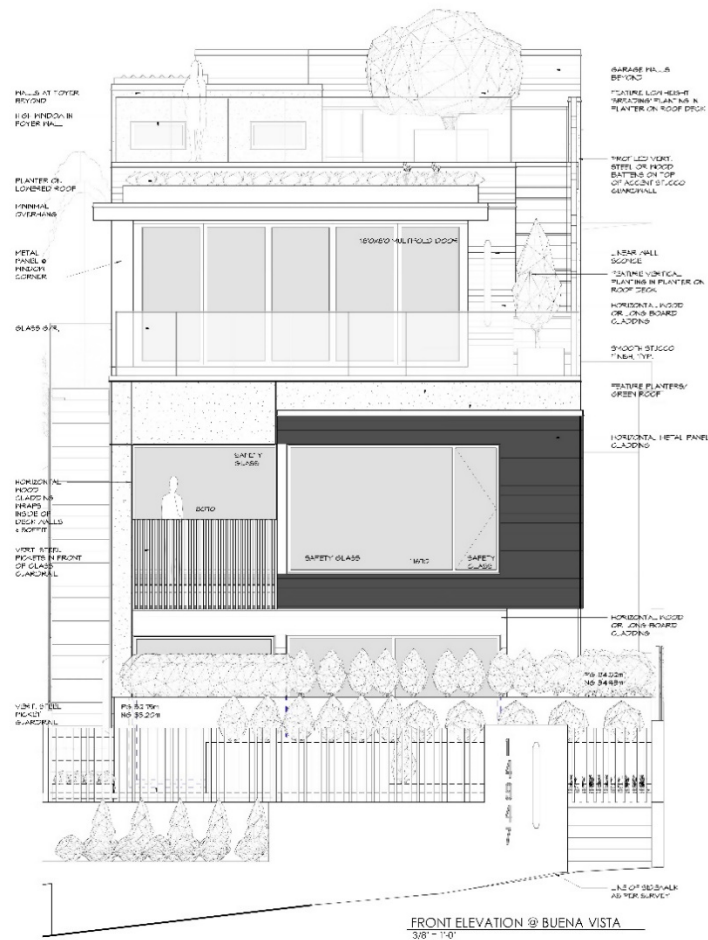 WALLS AT FOYER
BEYOND
HIGH WINDOW IN
FOYER WALL
PLANTER ON
LOWERED ROOF
MINIMAL
OVERHANG
METAL
PANEL @
WINDOW
CORNER
GLASS G/R,
HORIZONTAL
WOOD
CLADDING
WRAPS
INSIDE OF
DECK WALLS
& SOFFIT
VERT. STEEL
PICKETS IN FRONT
OF GLASS
GUARDRAIL
VERT. STEEL
PICKET
GUARDRAIL
MULTIFOLD DOOR
SAFETY
GLASS
SAFETY GLASS
SAFETY
GLASS
GARAGE WALLS
BEYOND
FEATURE LOW HEIGHT
PLANTING IN
PLANTER ON ROOF DECK
PROFILED VERT.
STEEL OR WOOD
BATTENS ON TOP
OF ACCENT STUCCO
GUARDWALL
LINEAR WALL
SCONCE
FEATURE VERTICAL
PLANTING IN PLANTER ON
ROOF DECK
HORIZONTAL WOOD
OR LONG BOARD
CLADDING
SMOOTH STUCCO
FINISH, TYP.
FEATURE PLANTERS/
GREEN ROOF
HORIZONTAL METAL PANEL
CLADDING
HORIZONTAL WOOD
OR LONG BOARD
CLADDING
LINE OF SIDEWALK
AS PER SURVEY
FRONT ELEVATION @ BUENA VISTA
3/8" = 1'-0"